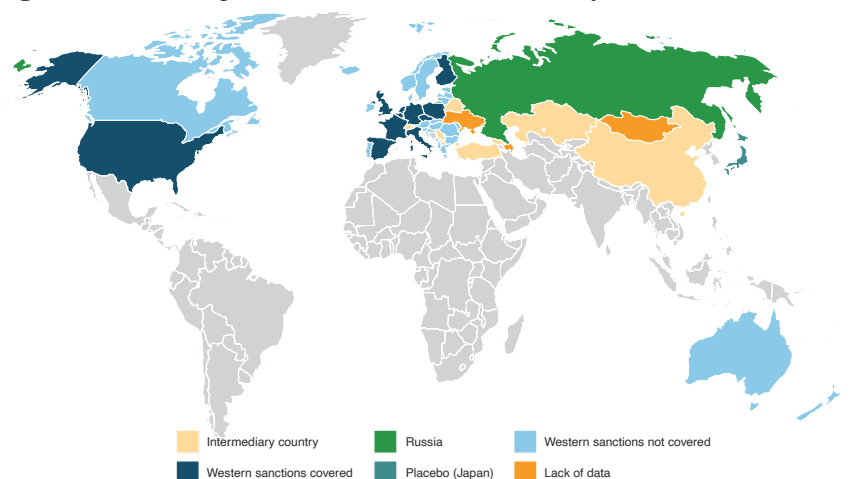 Intermediary country
Russia
Western sanctions not covered
Western sanctions covered
Placebo (Japan)
Lack of data